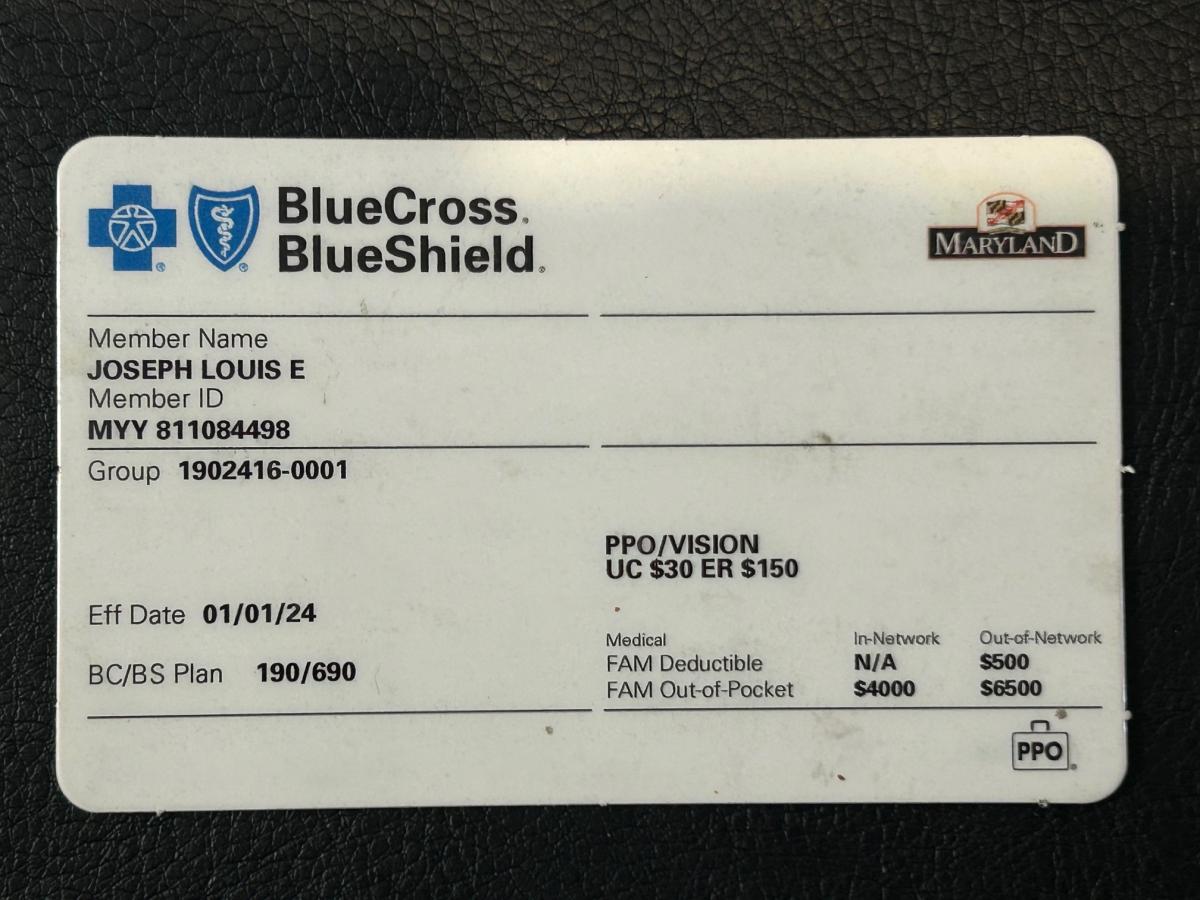 BlueCross®
BlueShield®
MARYLAND
Member Name
JOSEPH LOUIS E
Member ID
MYY 811084498
Group 1902416-0001
PPO/VISION
UC $30 ER $150
Eff Date 01/01/24
BC/BS Plan 190/690
Medical In-Network Out-of-Network
FAM Deductible N/A $500
FAM Out-of-Pocket $4000 $6500
PPO®